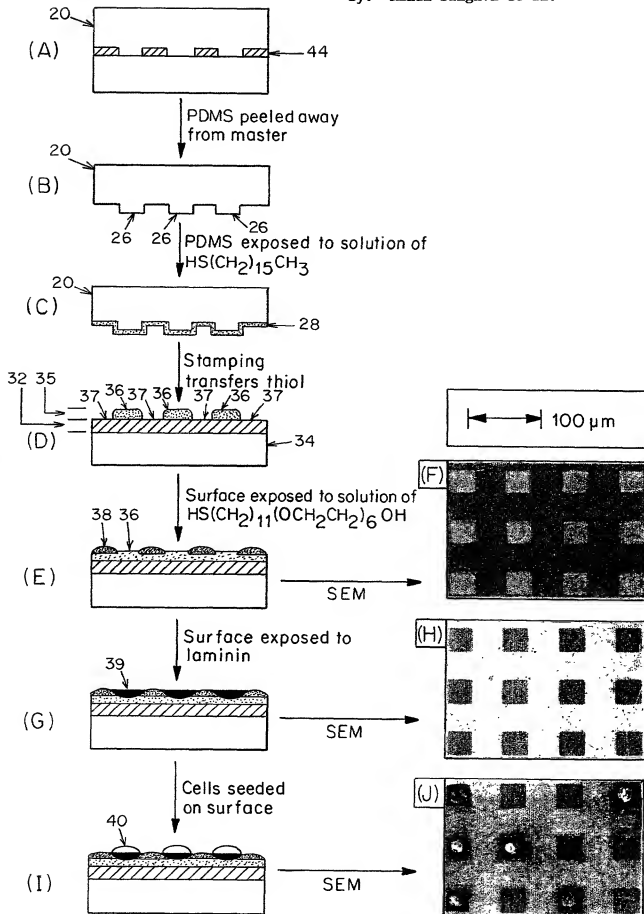 20
(A)
44
PDMS peeled away
from master
20
(B)
26 26 26
PDMS exposed to solution of
HS(CH2)15CH3
20
(C)
28
Stamping
transfers thiol
32 35 37 36 37 36 37 36 37
(D)
34
100 µm
Surface exposed to solution of
HS(CH2)11(OCH2CH2)6OH
(F)
38 36
(E)
SEM
Surface exposed to
laminin
(H)
39
(G)
SEM
Cells seeded
on surface
(J)
40
(I)
SEM